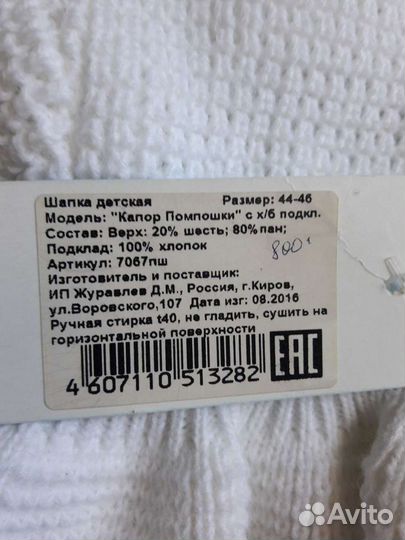 Шапка детская Размер: 44-46
Модель: "Капор Помпошки" с х/б подкл.
Состав: Верх: 20% шесть; 80%пан;
Подклад: 100% хлопок
800
Артикул: 7067пш
Изготовитель и поставщик:
ИП Журавлев Д.М., Россия, г.Киров,
ул.Воровского,107 Дата изг: 08.2016
Ручная стирка t40, не гладить, сушить на
горизонтальной поверхности
4 607110 513282
EAC
Avito